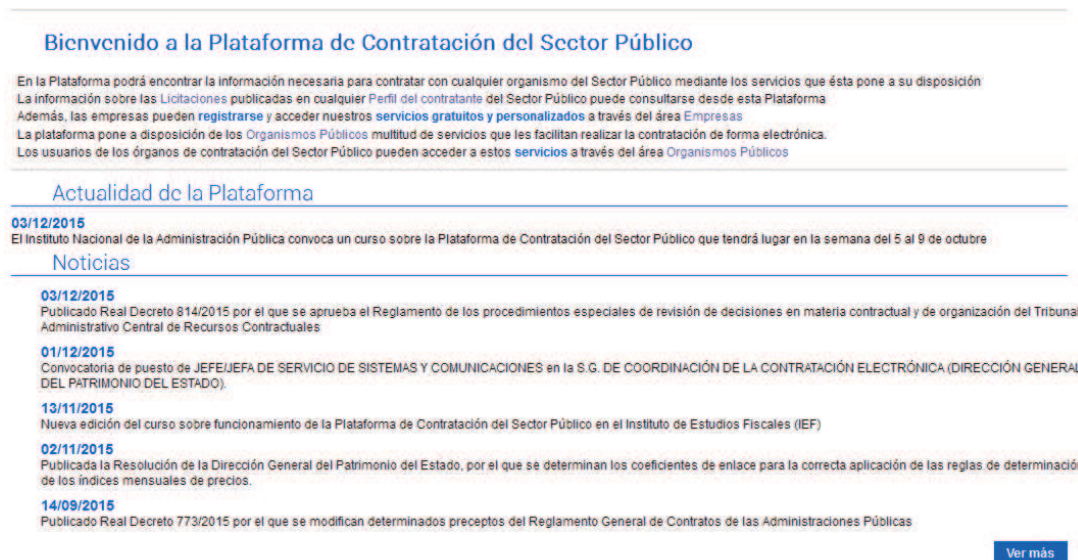 Bienvenido a la Plataforma de Contratación del Sector Público
En la Plataforma podrá encontrar la información necesaria para contratar con cualquier organismo del Sector Público mediante los servicios que ésta pone a su disposición
La información sobre las Licitaciones publicadas en cualquier Perfil del contratante del Sector Público puede consultarse desde esta Plataforma
Además, las empresas pueden registrarse y acceder nuestros servicios gratuitos y personalizados a través del área Empresas
La plataforma pone a disposición de los Organismos Públicos multitud de servicios que les facilitan realizar la contratación de forma electrónica.
Los usuarios de los órganos de contratación del Sector Público pueden acceder a estos servicios a través del área Organismos Públicos
Actualidad de la Plataforma
03/12/2015
El Instituto Nacional de la Administración Pública convoca un curso sobre la Plataforma de Contratación del Sector Público que tendrá lugar en la semana del 5 al 9 de octubre
Noticias
03/12/2015
Publicado Real Decreto 814/2015 por el que se aprueba el Reglamento de los procedimientos especiales de revisión de decisiones en materia contractual y de organización del Tribunal
Administrativo Central de Recursos Contractuales
01/12/2015
Convocatoria de puesto de JEFE/JEFA DE SERVICIO DE SISTEMAS Y COMUNICACIONES en la S.G. DE COORDINACIÓN DE LA CONTRATACIÓN ELECTRÓNICA (DIRECCIÓN GENERAL
DEL PATRIMONIO DEL ESTADO).
13/11/2015
Nueva edición del curso sobre funcionamiento de la Plataforma de Contratación del Sector Público en el Instituto de Estudios Fiscales (IEF)
02/11/2015
Publicada la Resolución de la Dirección General del Patrimonio del Estado, por el que se determinan los coeficientes de enlace para la correcta aplicación de las reglas de determinació
de los índices mensuales de precios.
14/09/2015
Publicado Real Decreto 773/2015 por el que se modifican determinados preceptos del Reglamento General de Contratos de las Administraciones Públicas
Ver más